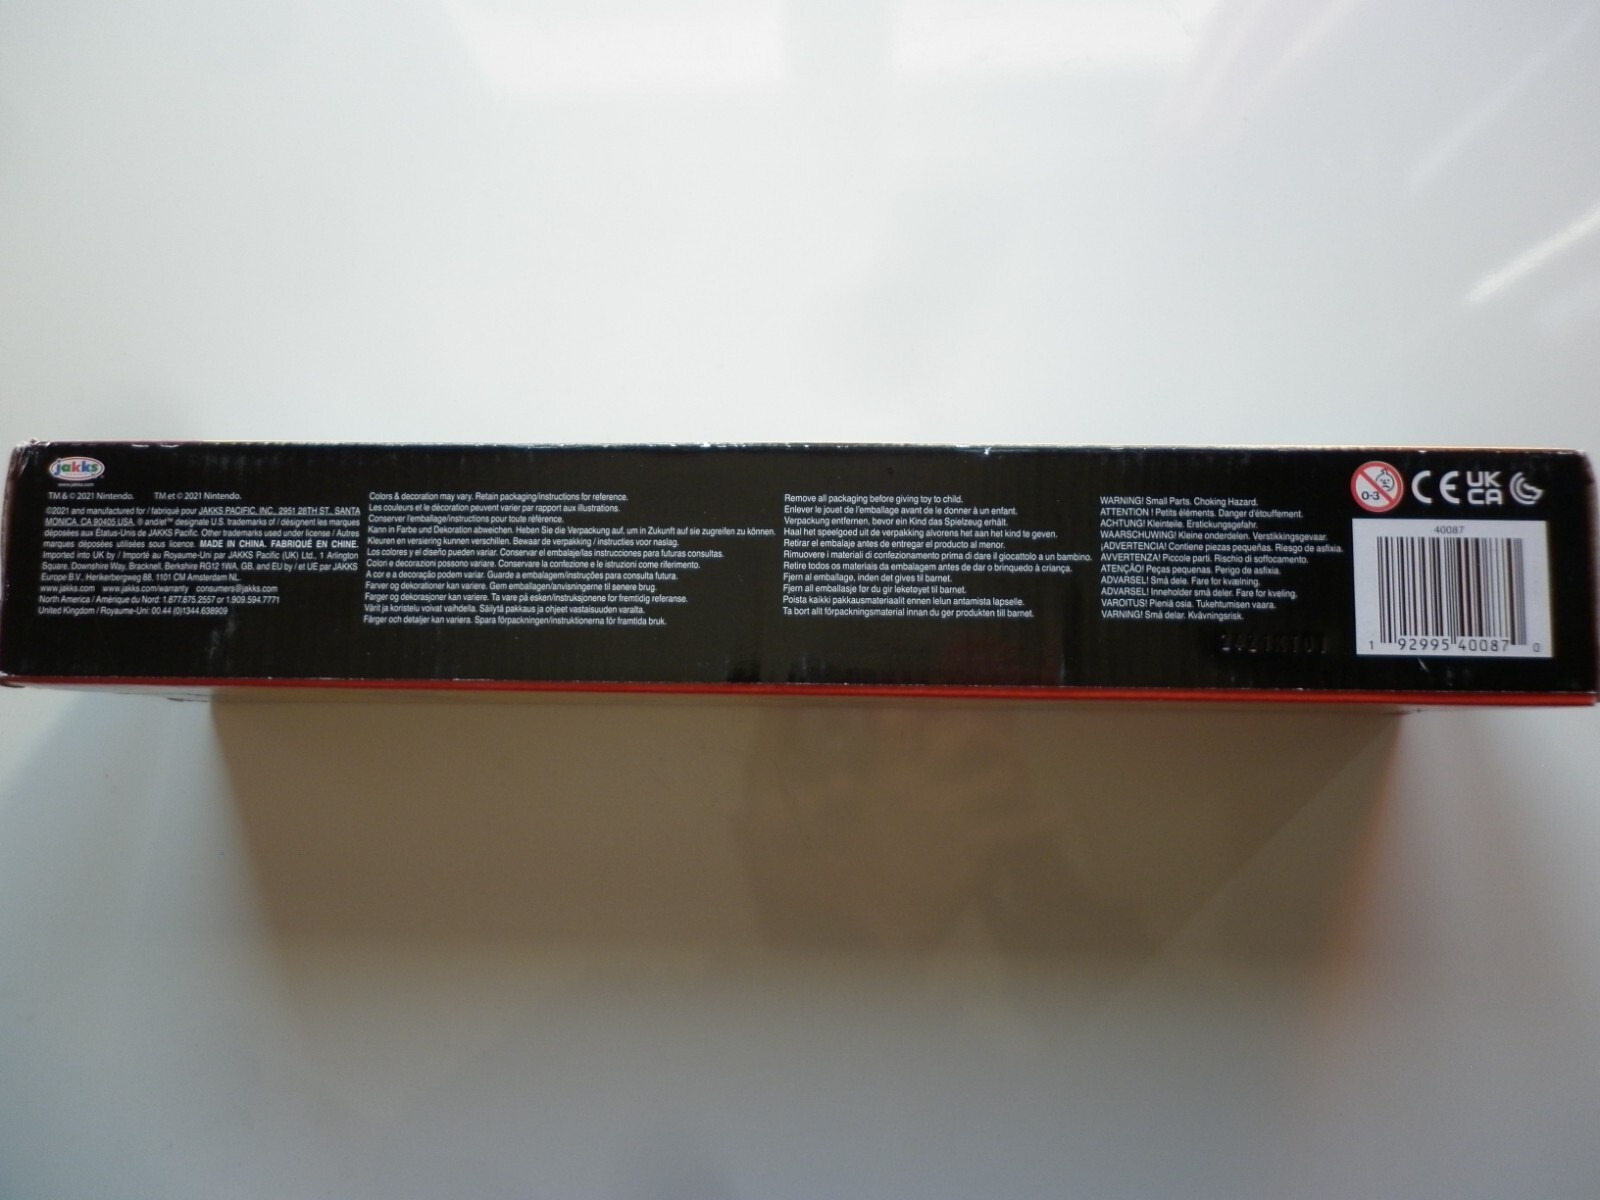 jakks
www.jakks.com
TM & © 2021 Nintendo. TM et © 2021 Nintendo.
©2021 and manufactured for / fabriqué pour JAKKS PACIFIC, INC., 2951 28TH ST., SANTA
MONICA, CA 90405 USA. ® and/et™ designate U.S. trademarks of / désignent les marques
déposées aux États-Unis de JAKKS Pacific. Other trademarks used under license / Autres
marques déposées utilisées sous licence. MADE IN CHINA. FABRIQUÉ EN CHINE.
Imported into UK by / Importé au Royaume-Uni par JAKKS Pacific (UK) Ltd., 1 Arlington
Square, Downshire Way, Bracknell, Berkshire RG12 1WA, GB. and EU by / et UE par JAKKS
Europe B.V., Herikerbergweg 88, 1101 CM Amsterdam NL.
www.jakks.com www.jakks.com/warranty consumers@jakks.com
North America / Amérique du Nord: 1.877.875.2557 or 1.909.594.7771
United Kingdom / Royaume-Uni: 00.44 (0)1344.638909
Colors & decoration may vary. Retain packaging/instructions for reference.
Les couleurs et le décoration peuvent varier par rapport aux illustrations.
Conserver l'emballage/instructions pour toute référence.
Kann in Farbe und Dekoration abweichen. Heben Sie die Verpackung auf, um in Zukunft auf sie zugreifen zu können.
Kleuren en versiering kunnen verschillen. Bewaar de verpakking / instructies voor naslag.
Los colores y el diseño pueden variar. Conservar el embalaje/las instrucciones para futuras consultas.
Colori e decorazioni possono variare. Conservare la confezione e le istruzioni come riferimento.
A cor e a decoração podem variar. Guarde a embalagem/instruções para consulta futura.
Farver og dekorationer kan variere. Gem emballagen/anvisningerne til senere brug.
Farger og dekorasjoner kan variere. Ta vare på esken/instruksjonene for fremtidig referanse.
Värit ja koristelu voivat vaihdella. Säilytä pakkaus ja ohjeet vastaisuuden varalta.
Färger och detaljer kan variera. Spara förpackningen/instruktionerna för framtida bruk.
Remove all packaging before giving toy to child.
Enlever le jouet de l'emballage avant de le donner à un enfant.
Verpackung entfernen, bevor ein Kind das Spielzeug erhält.
Haal het speelgoed uit de verpakking alvorens het aan het kind te geven.
Retirar el embalaje antes de entregar el producto al menor.
Rimuovere i materiali di confezionamento prima di dare il giocattolo a un bambino.
Retire todos os materiais da embalagem antes de dar o brinquedo à criança.
Fjern al emballage, inden det gives til barnet.
Fjern all emballasje før du gir leketøyet til barnet.
Poista kaikki pakkausmateriaalit ennen lelun antamista lapselle.
Ta bort allt förpackningsmaterial innan du ger produkten till barnet.
WARNING! Small Parts. Choking Hazard.
ATTENTION ! Petits éléments. Danger d'étouffement.
ACHTUNG! Kleinteile. Erstickungsgefahr.
WAARSCHUWING! Kleine onderdelen. Verstikkingsgevaar.
¡ADVERTENCIA! Contiene piezas pequeñas. Riesgo de asfixia.
AVVERTENZA! Piccole parti. Rischio di soffocamento.
ATENÇÃO! Peças pequenas. Perigo de asfixia.
ADVARSEL! Små dele. Fare for kvælning.
ADVARSEL! Inneholder små deler. Fare for kveling.
VAROITUS! Pieniä osia. Tukehtumisen vaara.
VARNING! Små delar. Kvävningsrisk.
0-3
CE
UK
CA
40087
1 92995 40087 0